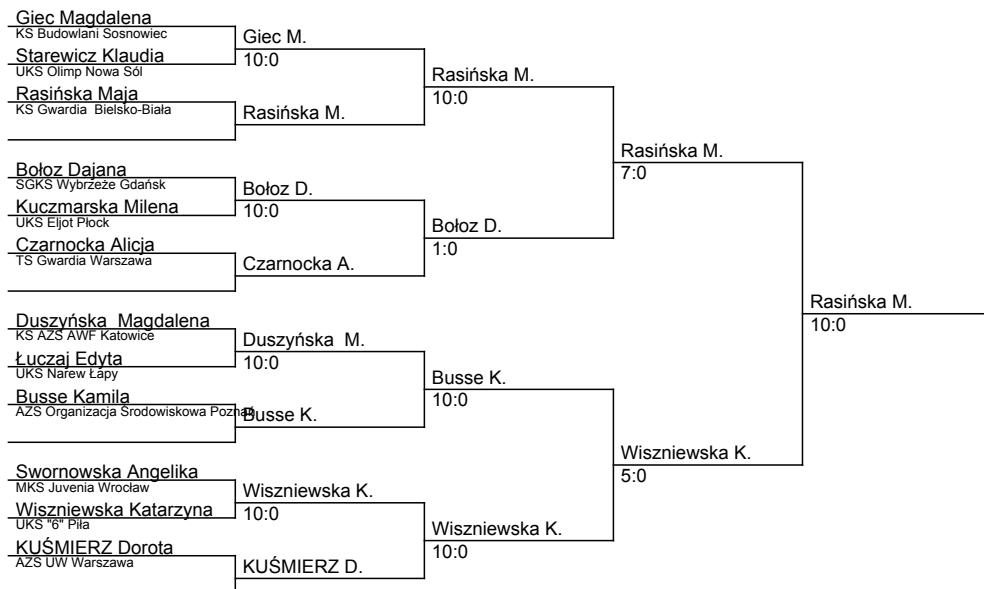 Giec Magdalena
KS Budowlani Sosnowiec
Starewicz Klaudia
UKS Olimp Nowa Sól
Rasińska Maja
KS Gwardia Bielsko-Biała
Bołoz Dajana
SGKS Wybrzeże Gdańsk
Kuczmarska Milena
UKS Eljot Płock
Czarnocka Alicja
TS Gwardia Warszawa
Duszyńska Magdalena
KS AZS AWF Katowice
Łuczaj Edyta
UKS Narew Łapy
Busse Kamila
AZS Organizacja Środowiskowa Poznań
Swornowska Angelika
MKS Juvenia Wrocław
Wiszniewska Katarzyna
UKS "6" Piła
KUŚMIERZ Dorota
AZS UW Warszawa
Giec M.
10:0
Rasińska M.
Bołoz D.
10:0
Czarnocka A.
Duszyńska M.
10:0
Busse K.
Wiszniewska K.
10:0
KUŚMIERZ D.
Rasińska M.
10:0
Bołoz D.
1:0
Busse K.
10:0
Wiszniewska K.
10:0
Rasińska M.
7:0
Wiszniewska K.
5:0
Rasińska M.
10:0